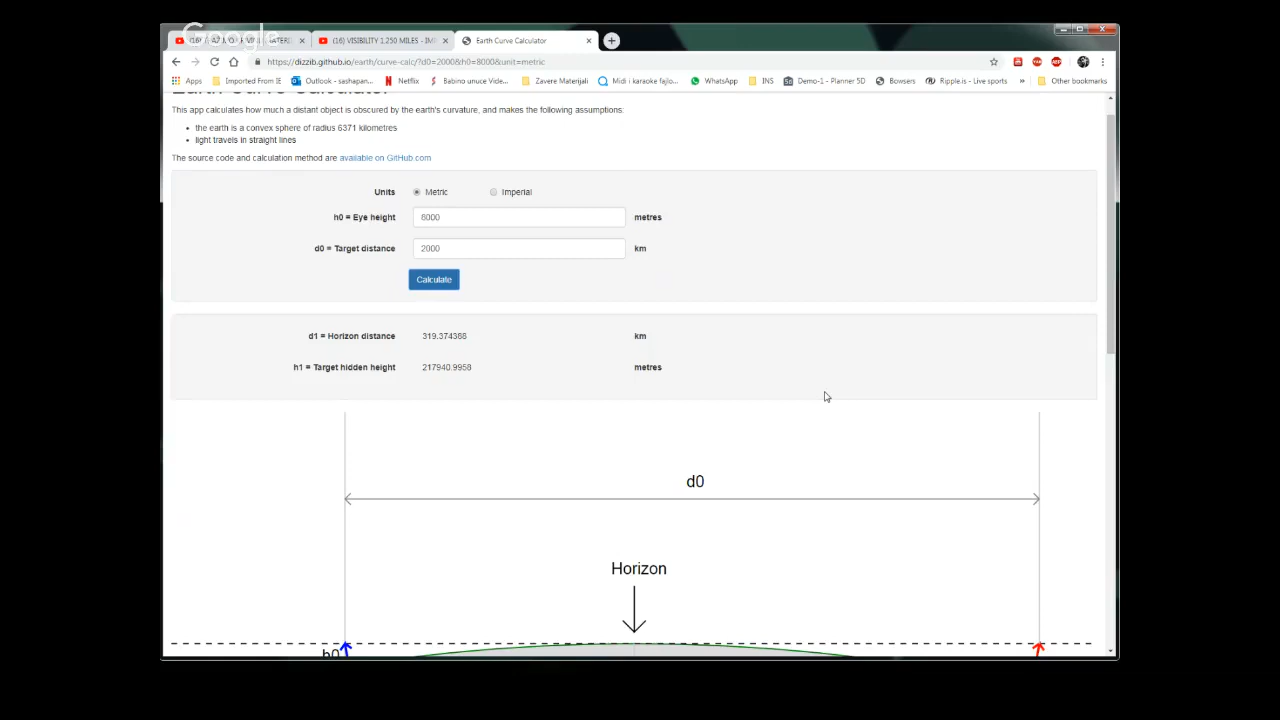 Google
(16) VISIBILITY 1.250 MILES - IM
Earth Curve Calculator
https://dizzib.github.io/earth/curve-calc/?d0=2000&h0=8000&unit=metric
Apps Imported From IE Outlook - sashapan... Netflix Babino unuce Vide... Zavere Materijali Midi i karaoke fajlo... WhatsApp INS Demo-1 - Planner 5D Bowsers Ripple.is - Live sports » Other bookmarks
Earth Curve Calculator
This app calculates how much a distant object is obscured by the earth's curvature, and makes the following assumptions:
• the earth is a convex sphere of radius 6371 kilometres
• light travels in straight lines
The source code and calculation method are available on GitHub.com
Units Metric Imperial
h0 = Eye height 8000 metres
d0 = Target distance 2000 km
Calculate
d1 = Horizon distance 319.374388 km
h1 = Target hidden height 217940.9958 metres
d0
Horizon
h0